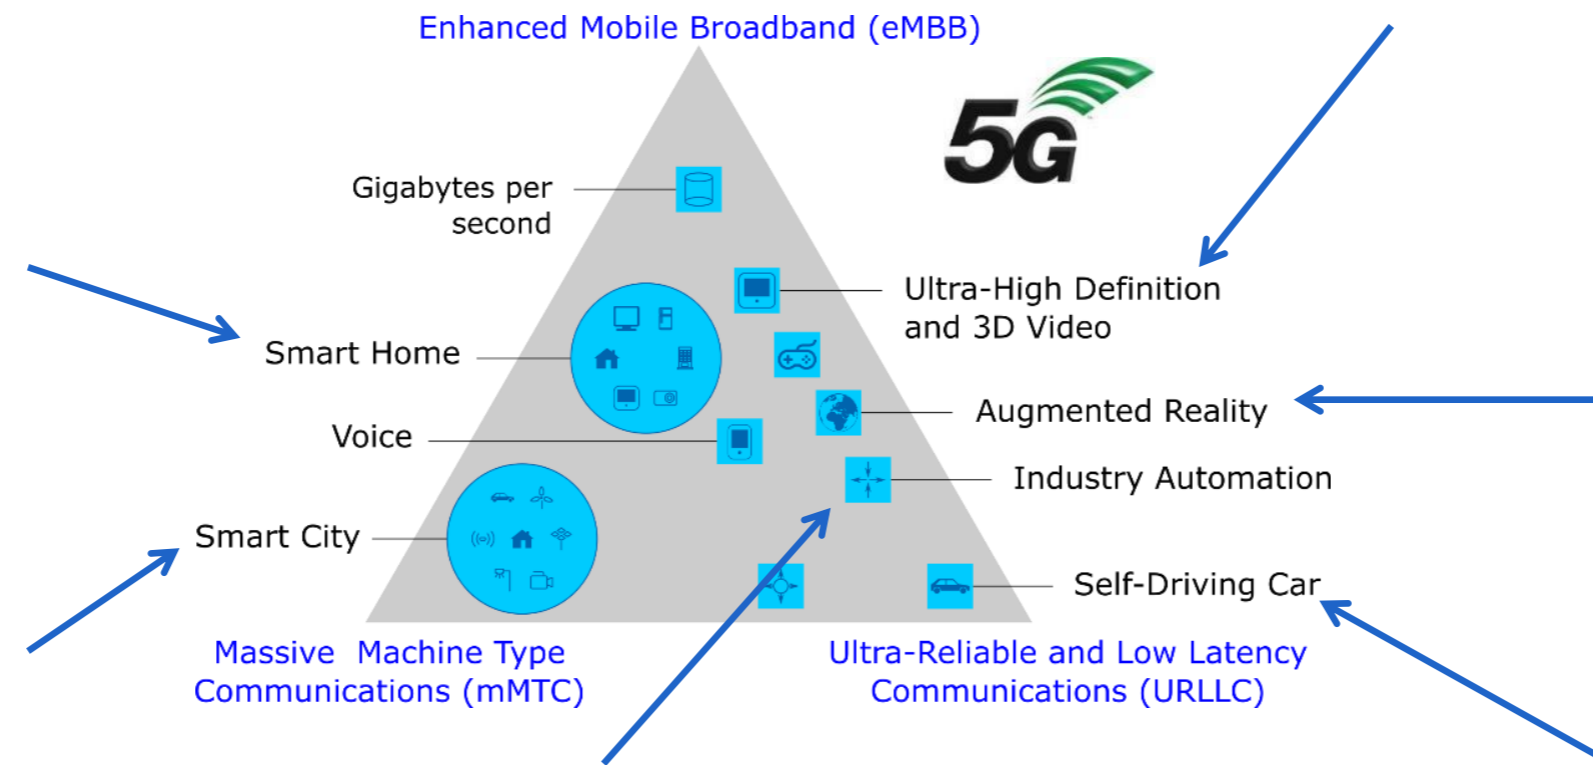 Enhanced Mobile Broadband (eMBB)
5G
Gigabytes per
second
Ultra-High Definition
and 3D Video
Smart Home
Augmented Reality
Voice
Industry Automation
Smart City
Self-Driving Car
Massive Machine Type
Communications (mMTC)
Ultra-Reliable and Low Latency
Communications (URLLC)